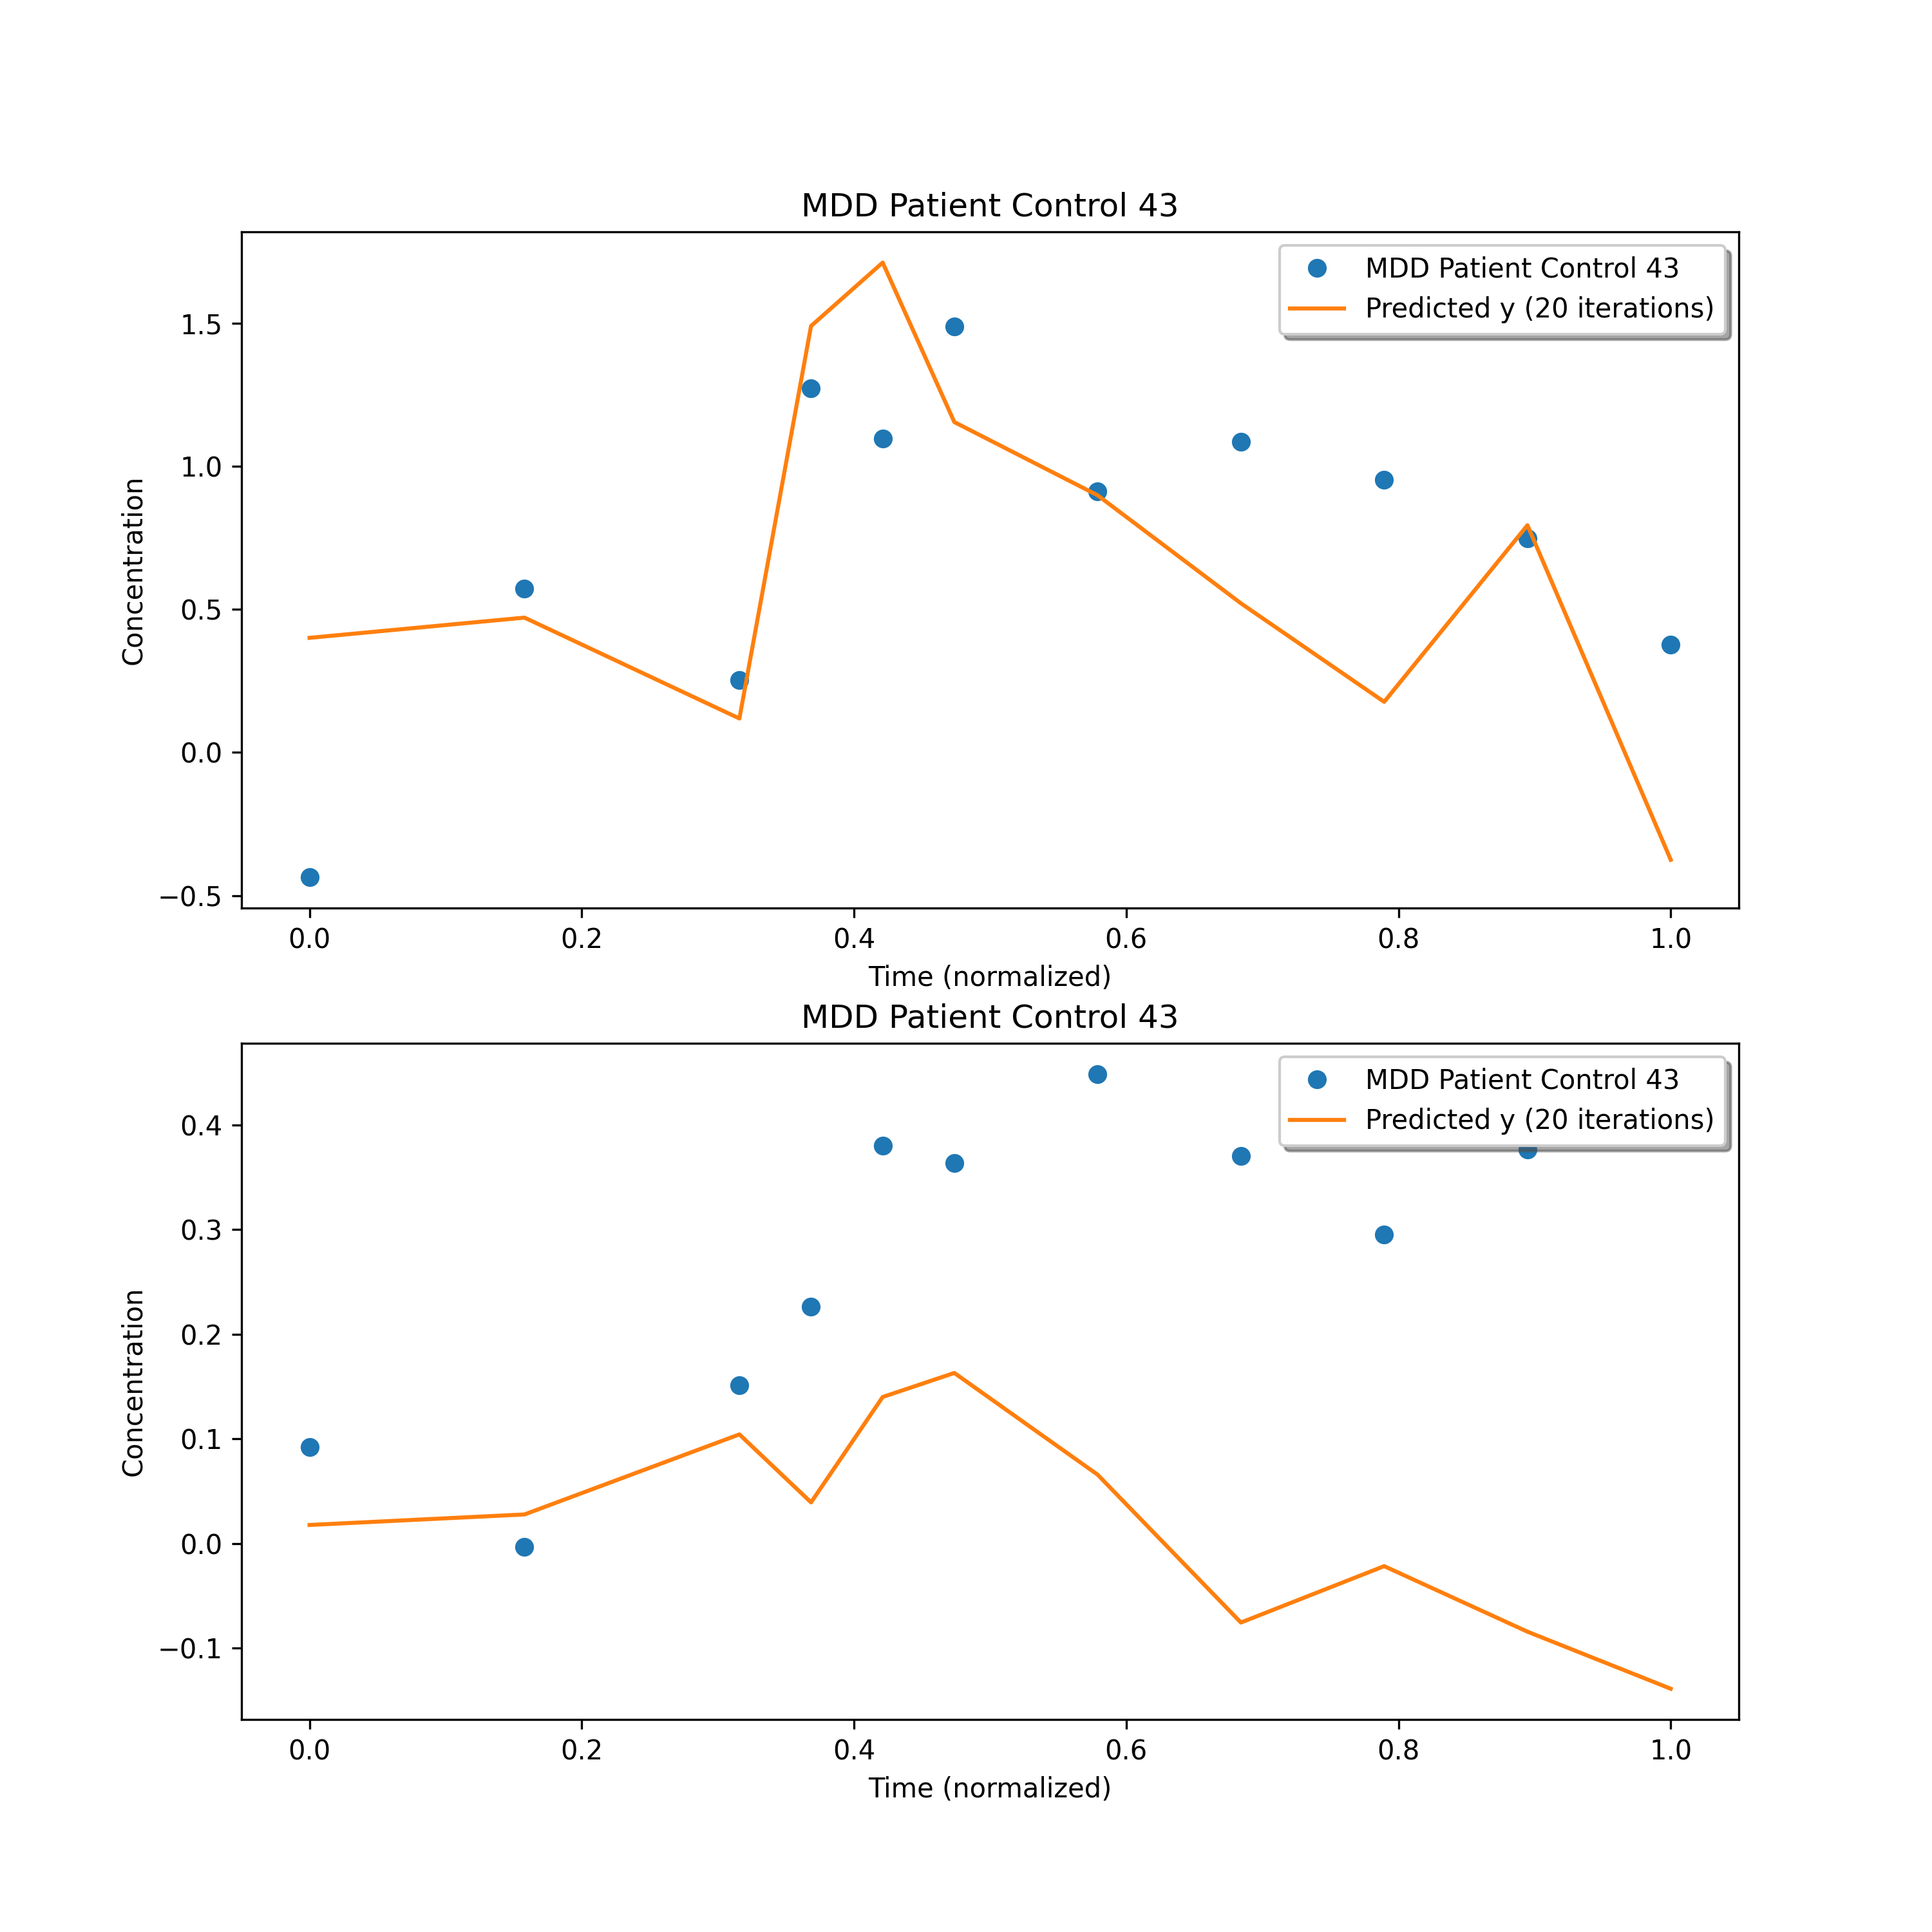 MDD Patient Control 43
MDD Patient Control 43
Predicted y (20 iterations)
1.5
1.0
0.5
0.0
−0.5
Concentration
0.0 0.2 0.4 0.6 0.8 1.0
Time (normalized)
MDD Patient Control 43
MDD Patient Control 43
Predicted y (20 iterations)
0.4
0.3
0.2
0.1
0.0
−0.1
Concentration
0.0 0.2 0.4 0.6 0.8 1.0
Time (normalized)